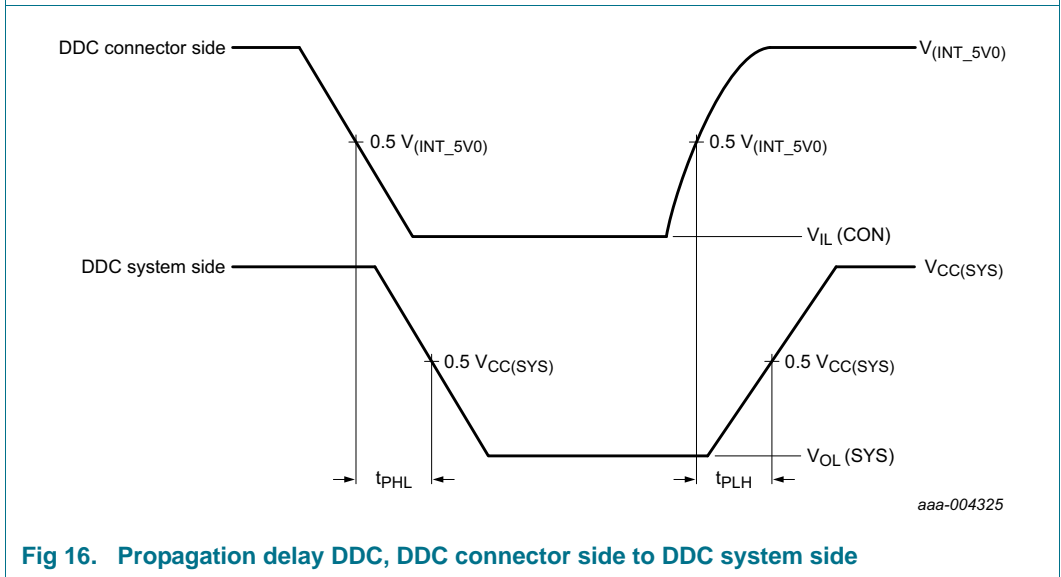 DDC connector side
V(INT_5V0)
0.5 V(INT_5V0)
0.5 V(INT_5V0)
VIL (CON)
DDC system side
VCC(SYS)
0.5 VCC(SYS)
0.5 VCC(SYS)
VOL (SYS)
tPHL
tPLH
aaa-004325
Fig 16. Propagation delay DDC, DDC connector side to DDC system side